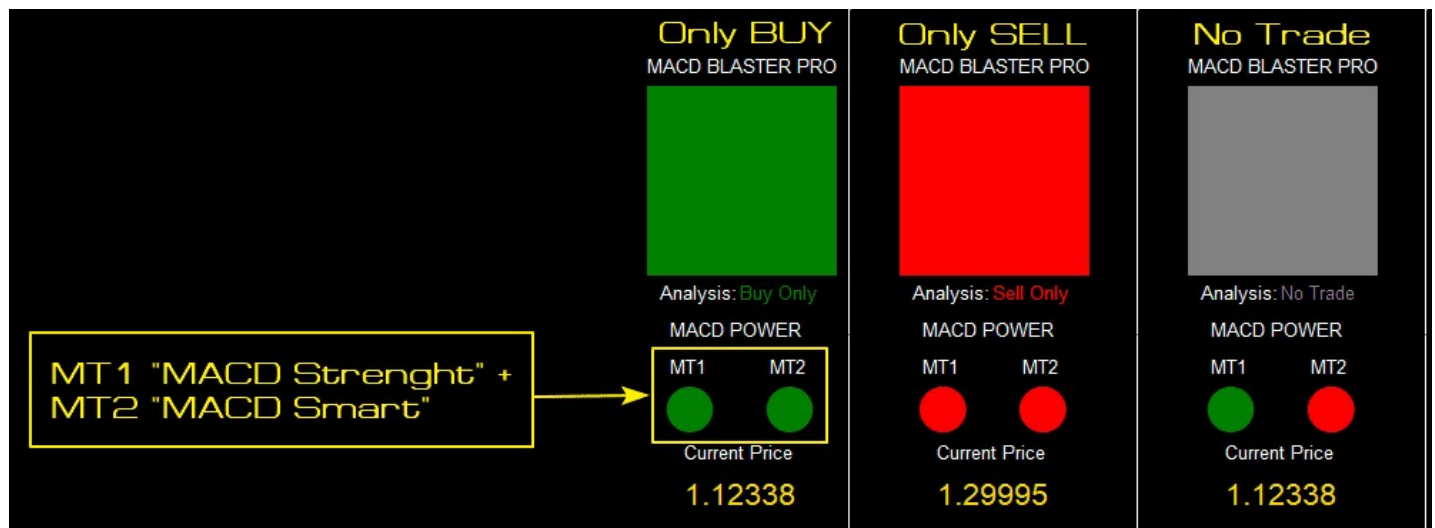 Only BUY
MACD BLASTER PRO
Analysis: Buy Only
MACD POWER
MT1 MT2
Current Price
1.12338
Only SELL
MACD BLASTER PRO
Analysis: Sell Only
MACD POWER
MT1 MT2
Current Price
1.29995
No Trade
MACD BLASTER PRO
Analysis: No Trade
MACD POWER
MT1 MT2
Current Price
1.12338
MT1 "MACD Strenght" +
MT2 "MACD Smart"